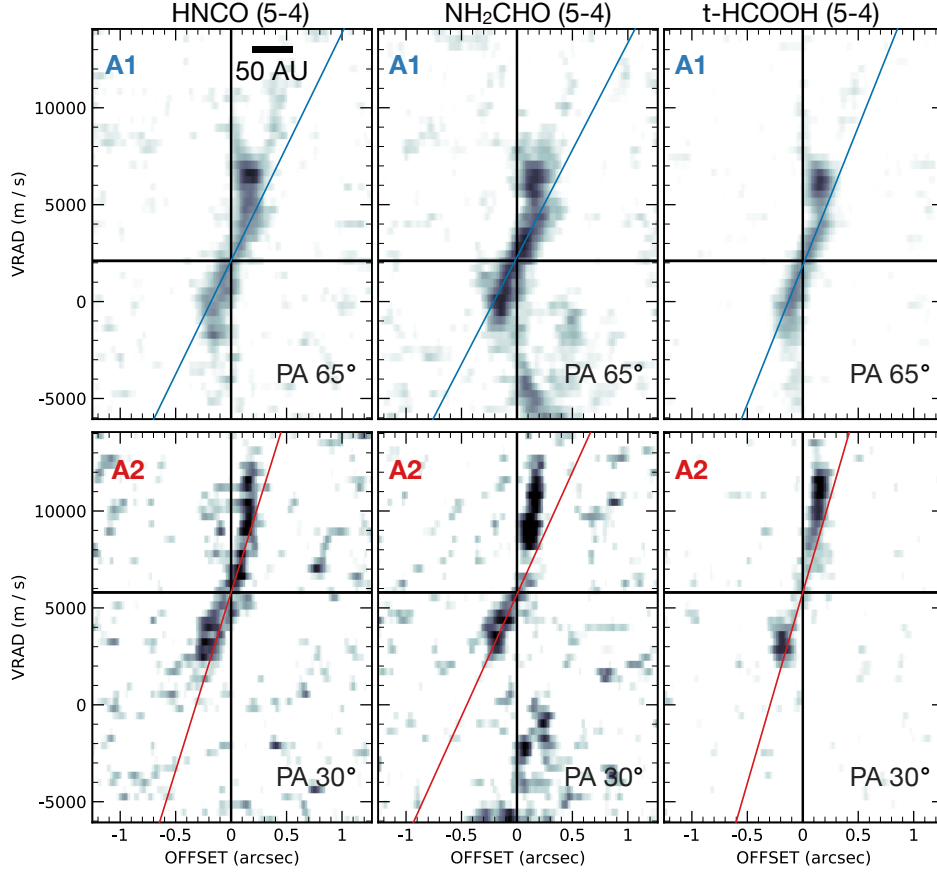 HNCO (5-4) NH₂CHO (5-4) t-HCOOH (5-4)
A1 50 AU A1 A1
10000
5000
0
-5000
VRAD (m / s)
PA 65° PA 65° PA 65°
A2 A2 A2
10000
5000
0
-5000
VRAD (m / s)
PA 30° PA 30° PA 30°
-1 -0.5 0 0.5 1 -1 -0.5 0 0.5 1 -1 -0.5 0 0.5 1
OFFSET (arcsec) OFFSET (arcsec) OFFSET (arcsec)